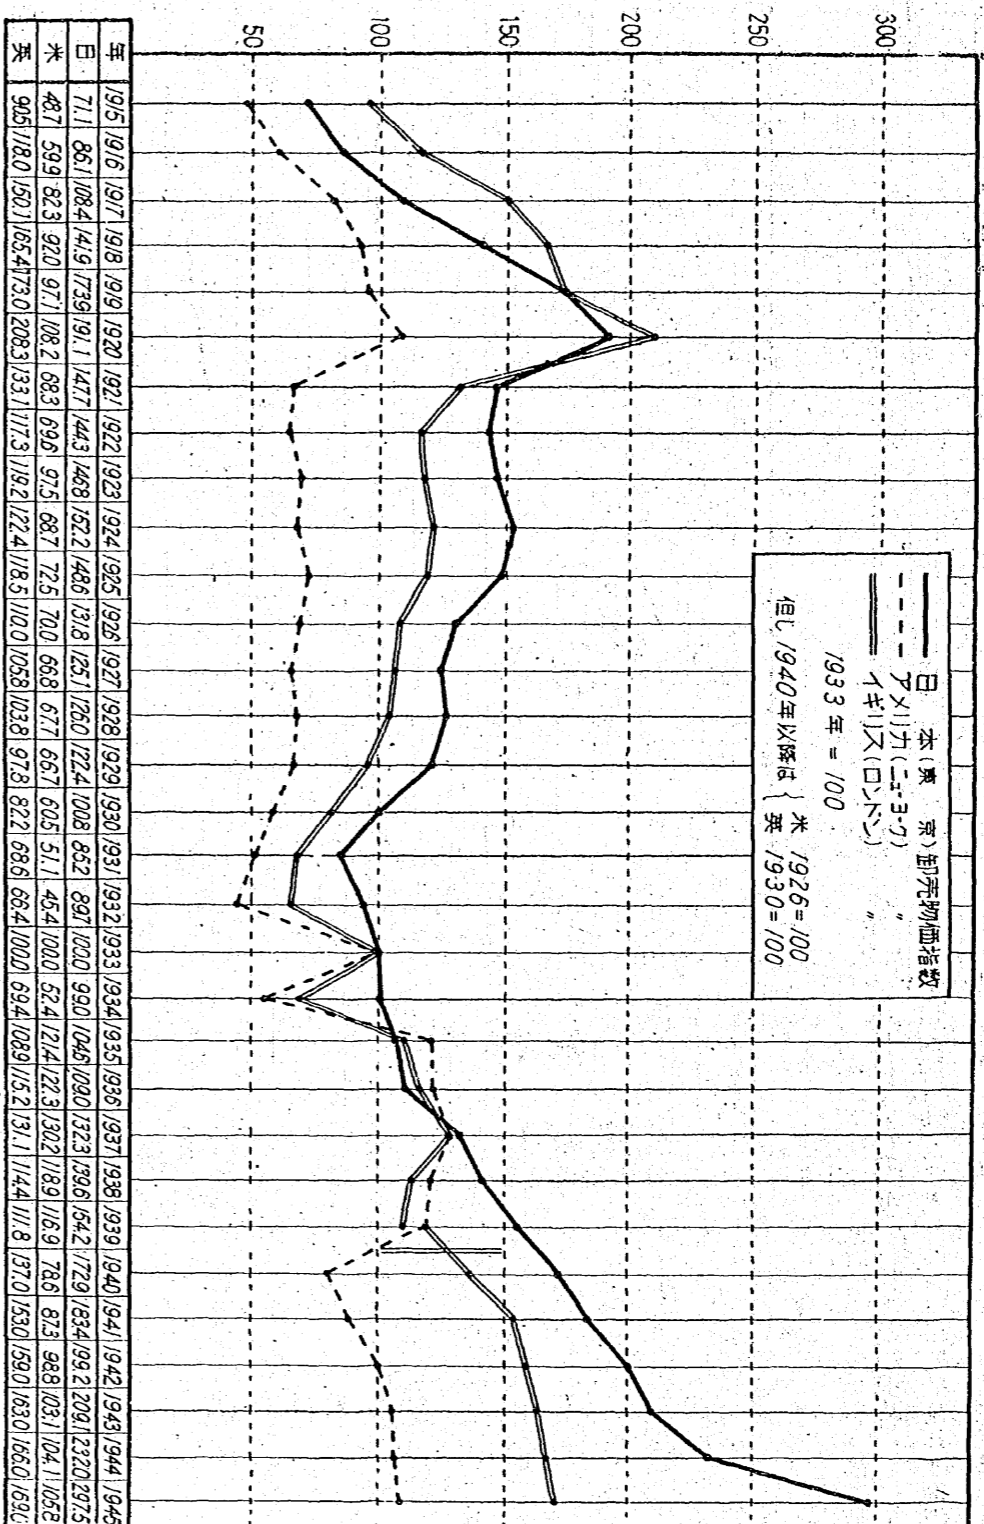 300
250
200
150
100
50
日 本(東 京)卸売物価指数
アメリカ(ニューヨーク) 〃
イギリス(ロンドン) 〃
1933年=100
但し 1940年以降は{米 1926=100
英 1930=100
年 1915 1916 1917 1918 1919 1920 1921 1922 1923 1924 1925 1926 1927 1928 1929 1930 1931 1932 1933 1934 1935 1936 1937 1938 1939 1940 1941 1942 1943 1944 1945
日 71.1 86.1 108.4 141.9 173.9 191.1 147.7 144.3 146.8 152.2 148.6 131.8 125.1 126.0 122.4 100.8 85.2 89.7 100.0 99.0 104.6 109.0 132.3 139.6 154.2 172.9 183.4 199.2 209.1 232.0 297.5
米 48.7 59.9 82.3 92.0 97.1 108.2 68.3 69.6 97.5 68.7 72.5 70.0 66.8 67.7 66.7 60.5 51.1 45.4 100.0 52.4 121.4 122.3 130.2 118.9 116.9 78.6 87.3 98.8 103.1 104.1 105.8
英 90.5 118.0 150.1 165.4 173.0 208.3 133.1 117.3 119.2 122.4 118.5 110.0 105.8 103.8 97.8 82.2 68.6 66.4 100.0 69.4 108.9 115.2 131.1 114.4 111.8 137.0 153.0 159.0 163.0 166.0 169.0